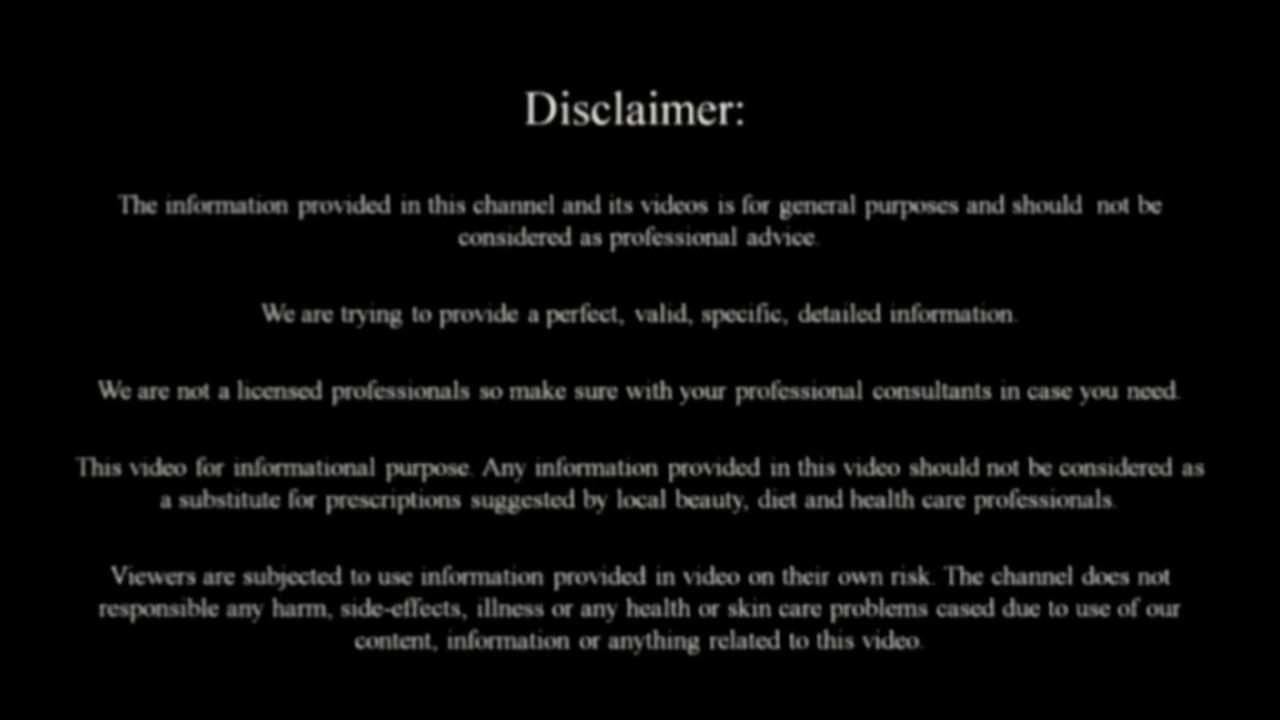 Disclaimer:
The information provided in this channel and its videos is for general purposes and should not be
considered as professional advice.
We are trying to provide a perfect, valid, specific, detailed information.
We are not a licensed professionals so make sure with your professional consultants in case you need.
This video for informational purpose. Any information provided in this video should not be considered as
a substitute for prescriptions suggested by local beauty, diet and health care professionals.
Viewers are subjected to use information provided in video on their own risk. The channel does not
responsible any harm, side-effects, illness or any health or skin care problems cased due to use of our
content, information or anything related to this video.